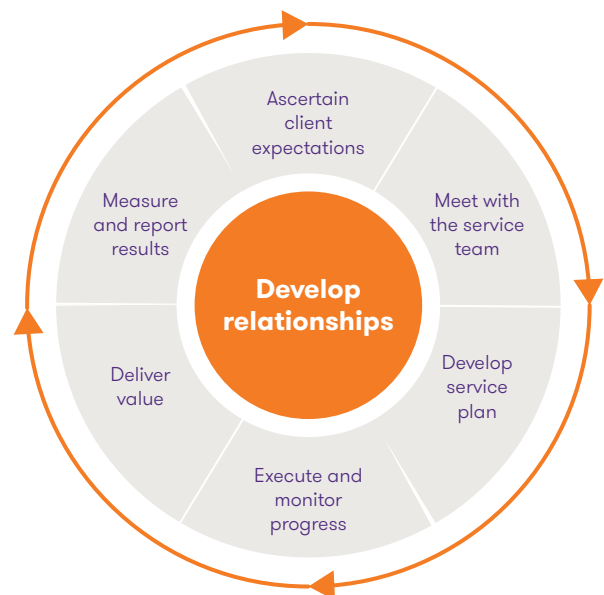 Ascertain
client
expectations
Meet with
the service
team
Develop
service
plan
Execute and
monitor
progress
Deliver
value
Measure
and report
results
Develop
relationships